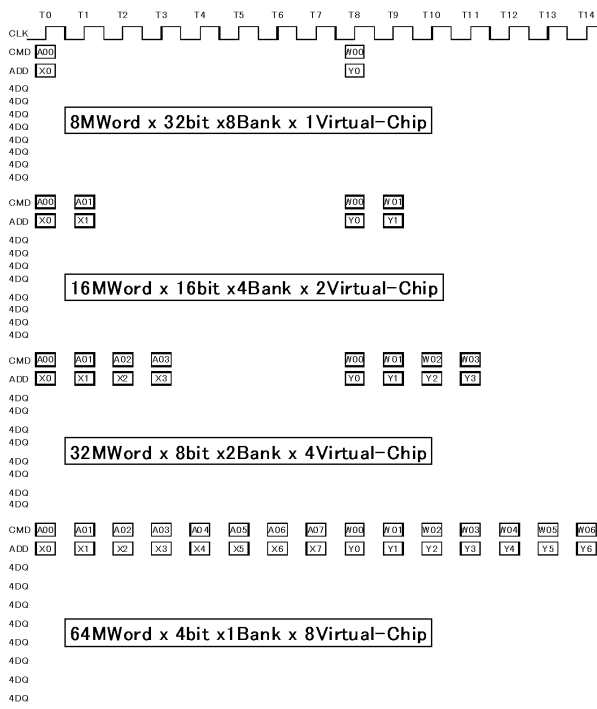 T0 T1 T2 T3 T4 T5 T6 T7 T8 T9 T10 T11 T12 T13 T14
CLK
CMD A00 W00
ADD X0 Y0
4DQ
4DQ
4DQ
4DQ
4DQ
4DQ
4DQ
4DQ
8MWord x 32bit x8Bank x 1Virtual-Chip
CMD A00 A01 W00 W01
ADD X0 X1 Y0 Y1
4DQ
4DQ
4DQ
4DQ
4DQ
4DQ
4DQ
4DQ
16MWord x 16bit x4Bank x 2Virtual-Chip
CMD A00 A01 A02 A03 W00 W01 W02 W03
ADD X0 X1 X2 X3 Y0 Y1 Y2 Y3
4DQ
4DQ
4DQ
4DQ
4DQ
4DQ
4DQ
4DQ
32MWord x 8bit x2Bank x 4Virtual-Chip
CMD A00 A01 A02 A03 A04 A05 A06 A07 W00 W01 W02 W03 W04 W05 W06
ADD X0 X1 X2 X3 X4 X5 X6 X7 Y0 Y1 Y2 Y3 Y4 Y5 Y6
4DQ
4DQ
4DQ
4DQ
4DQ
4DQ
4DQ
4DQ
64MWord x 4bit x1Bank x 8Virtual-Chip